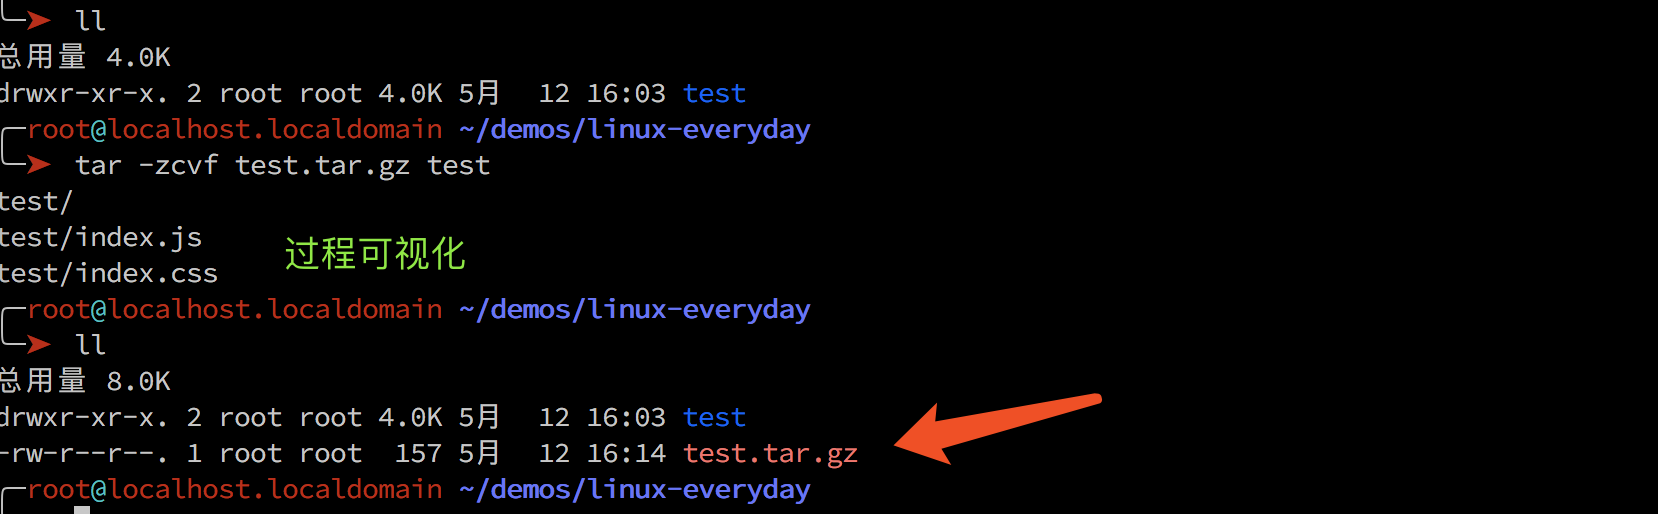 ll
总用量 4.0K
drwxr-xr-x. 2 root root 4.0K 5月  12 16:03 test
root@localhost.localdomain ~/demos/linux-everyday
tar -zcvf test.tar.gz test
test/
test/index.js
过程可视化
test/index.css
root@localhost.localdomain ~/demos/linux-everyday
ll
总用量 8.0K
drwxr-xr-x. 2 root root 4.0K 5月  12 16:03 test
-rw-r--r--. 1 root root  157 5月  12 16:14 test.tar.gz
root@localhost.localdomain ~/demos/linux-everyday